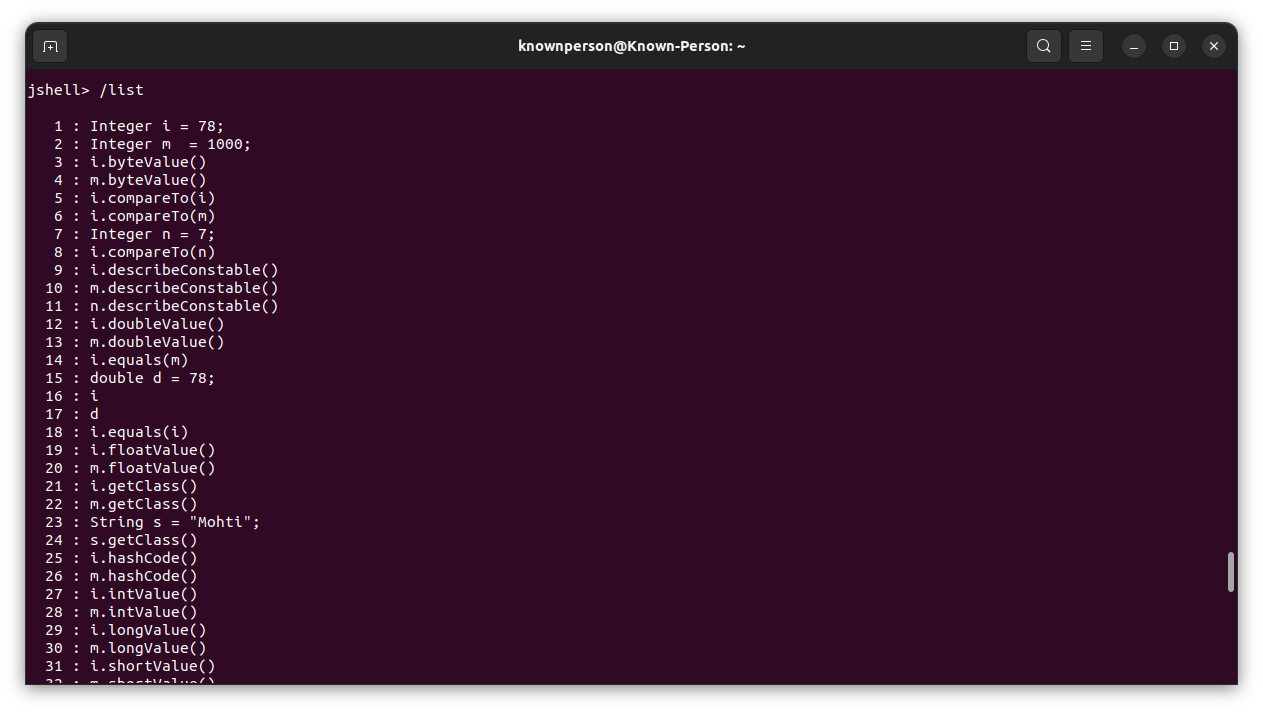 knownperson@Known-Person: ~
jshell> /list
1 : Integer i = 78;
2 : Integer m  = 1000;
3 : i.byteValue()
4 : m.byteValue()
5 : i.compareTo(i)
6 : i.compareTo(m)
7 : Integer n = 7;
8 : i.compareTo(n)
9 : i.describeConstable()
10 : m.describeConstable()
11 : n.describeConstable()
12 : i.doubleValue()
13 : m.doubleValue()
14 : i.equals(m)
15 : double d = 78;
16 : i
17 : d
18 : i.equals(i)
19 : i.floatValue()
20 : m.floatValue()
21 : i.getClass()
22 : m.getClass()
23 : String s = "Mohti";
24 : s.getClass()
25 : i.hashCode()
26 : m.hashCode()
27 : i.intValue()
28 : m.intValue()
29 : i.longValue()
30 : m.longValue()
31 : i.shortValue()
32 : m.shortValue()